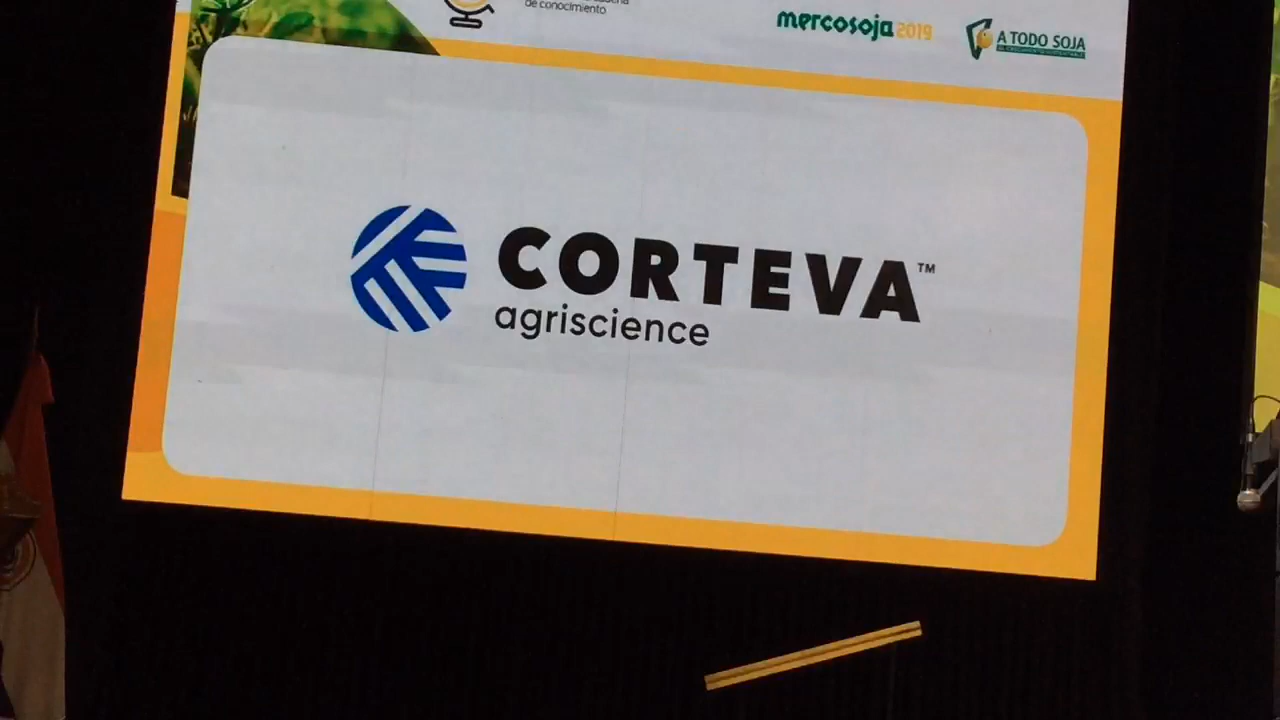 de conocimiento
mercosoja2019
A TODO SOJA
CORTEVA™
agriscience